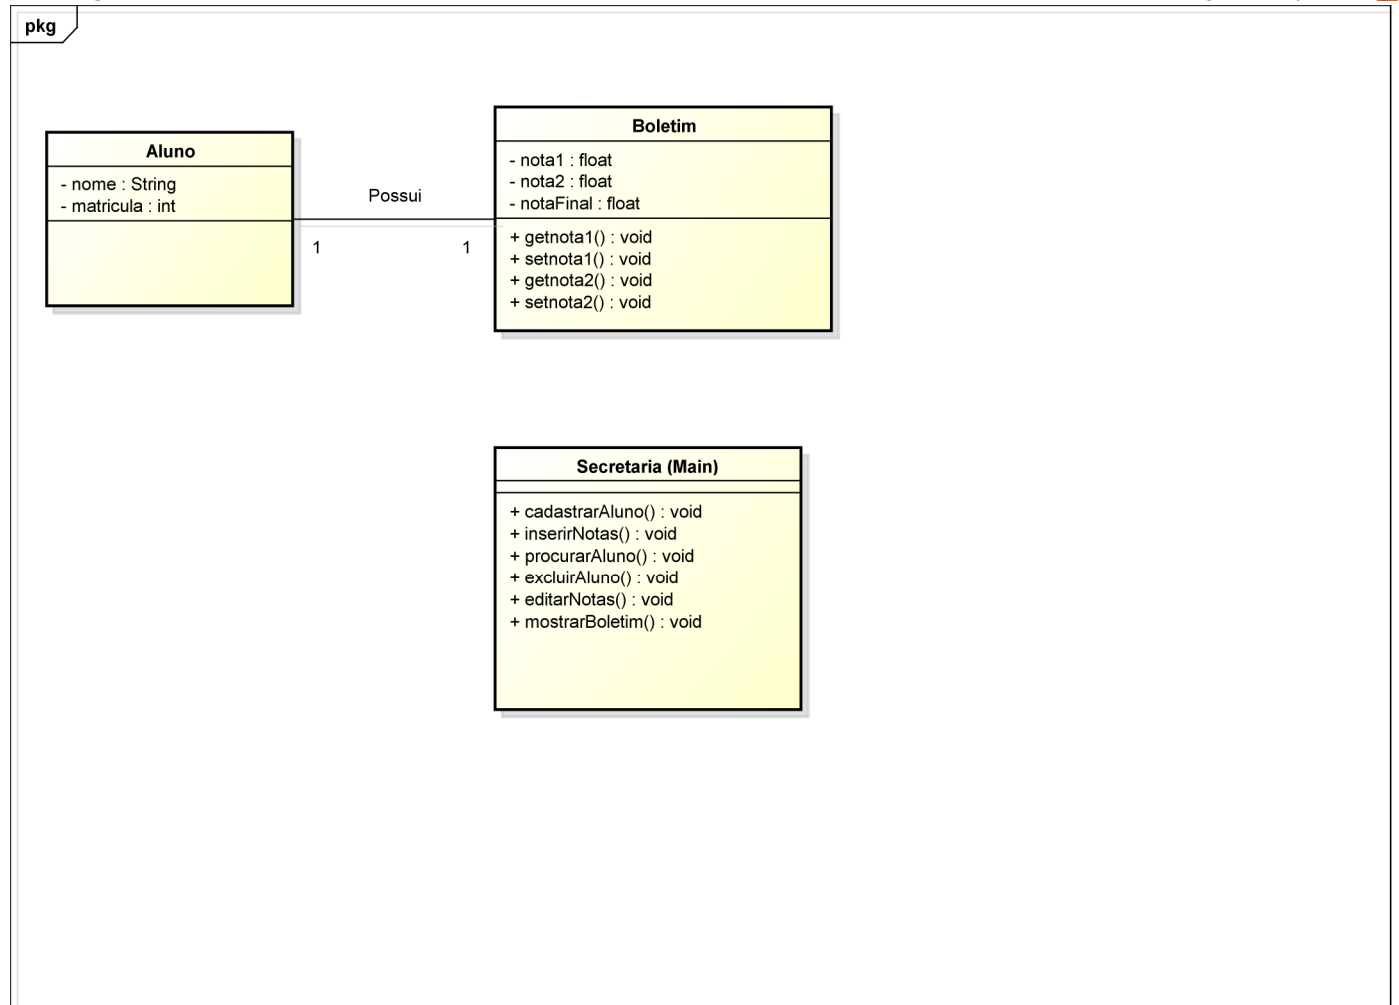 pkg
Aluno
- nome : String
- matricula : int
Possui
1
1
Boletim
- nota1 : float
- nota2 : float
- notaFinal : float
+ getnota1() : void
+ setnota1() : void
+ getnota2() : void
+ setnota2() : void
Secretaria (Main)
+ cadastrarAluno() : void
+ inserirNotas() : void
+ procurarAluno() : void
+ excluirAluno() : void
+ editarNotas() : void
+ mostrarBoletim() : void